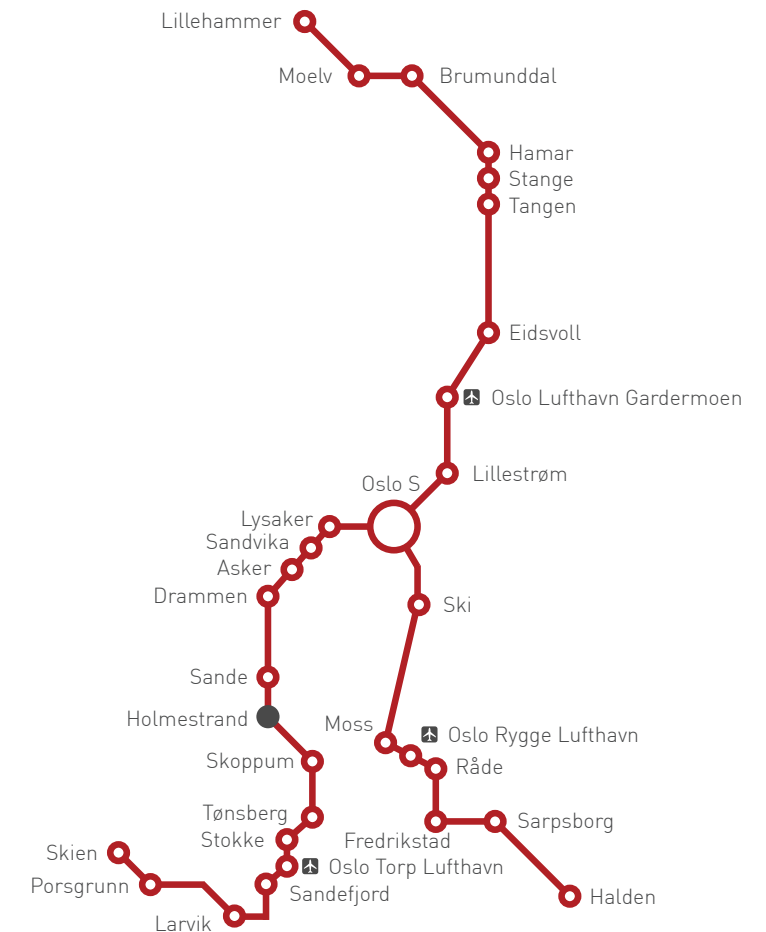 Lillehammer
Moelv
Brumunddal
Hamar
Stange
Tangen
Eidsvoll
Oslo Lufthavn Gardermoen
Lillestrøm
Oslo S
Lysaker
Sandvika
Asker
Drammen
Ski
Sande
Holmestrand
Moss
Oslo Rygge Lufthavn
Skoppum
Råde
Tønsberg
Stokke
Fredrikstad
Sarpsborg
Skien
Oslo Torp Lufthavn
Porsgrunn
Sandefjord
Halden
Larvik